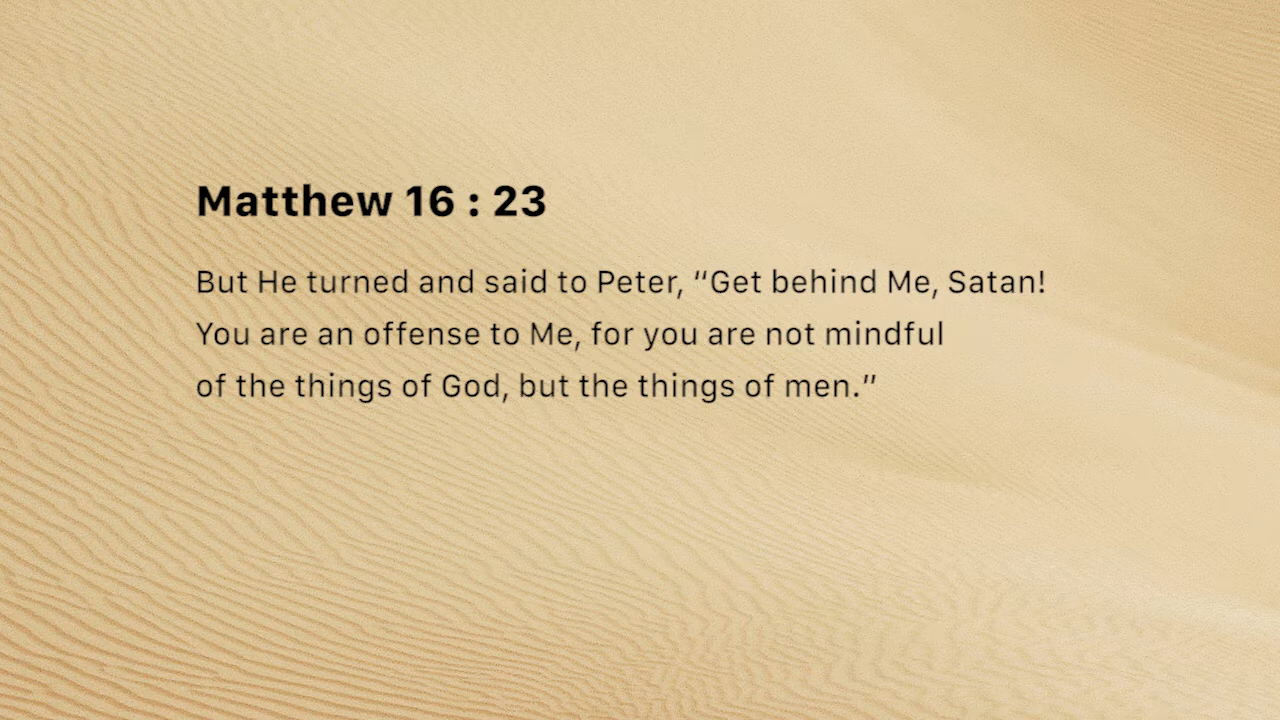 Matthew 16 : 23
But He turned and said to Peter, “Get behind Me, Satan!
You are an offense to Me, for you are not mindful
of the things of God, but the things of men.”